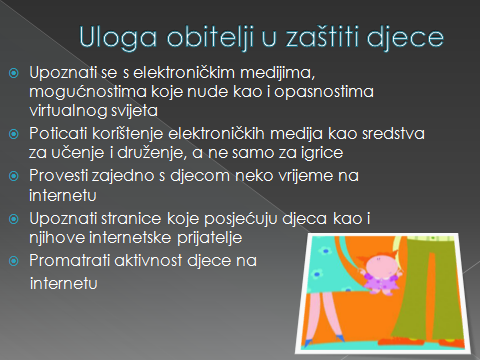 Uloga obitelji u zaštiti djece
Upoznati se s elektroničkim medijima,
mogućnostima koje nude kao i opasnostima
virtualnog svijeta
Poticati korištenje elektroničkih medija kao sredstva
za učenje i druženje, a ne samo za igrice
Provesti zajedno s djecom neko vrijeme na
internetu
Upoznati stranice koje posjećuju djeca kao i
njihove internetske prijatelje
Promatrati aktivnost djece na
internetu